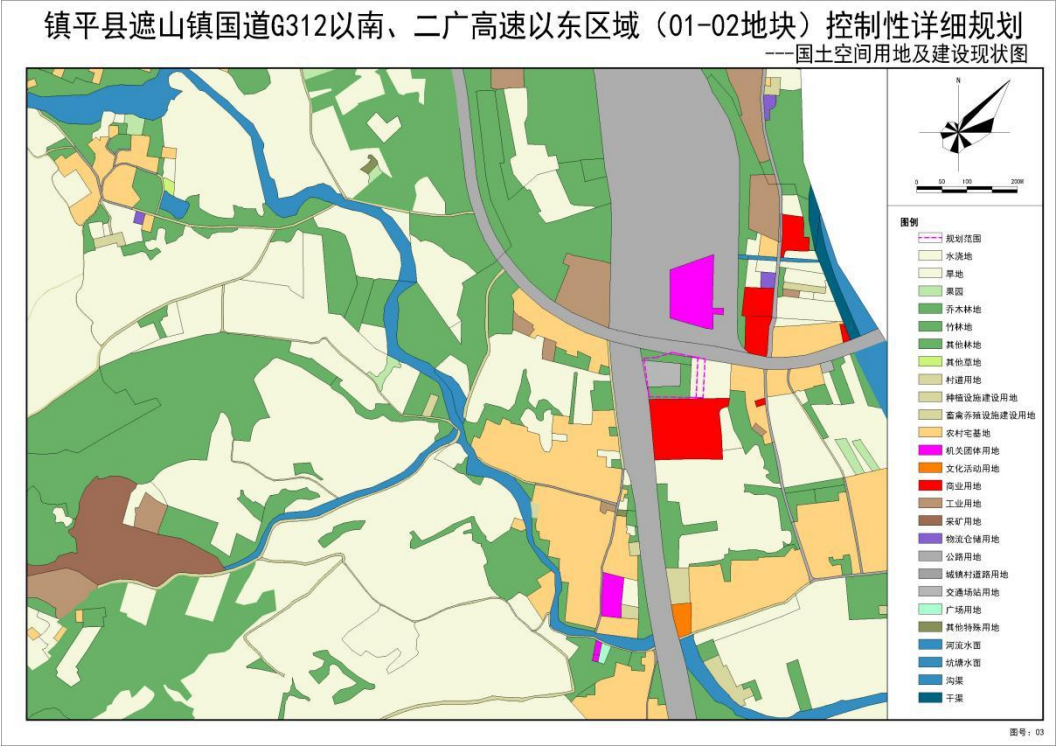 镇平县遮山镇国道G312以南、二广高速以东区域（01-02地块）控制性详细规划
---国土空间用地及建设现状图
N
0 50 100 200M
图例
规划范围
水浇地
旱地
果园
乔木林地
竹林地
其他林地
其他草地
村道用地
种植设施建设用地
畜禽养殖设施建设用地
农村宅基地
机关团体用地
文化活动用地
商业用地
工业用地
采矿用地
物流仓储用地
公路用地
城镇村道路用地
交通场站用地
广场用地
其他特殊用地
河流水面
坑塘水面
沟渠
干渠
图号：03